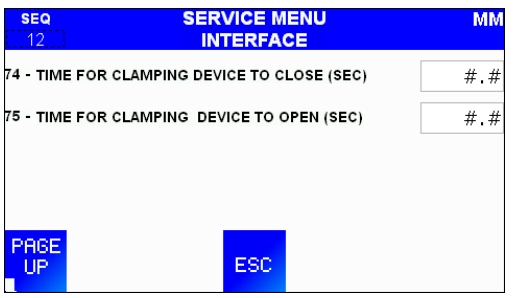 SEQ SERVICE MENU MM
12 INTERFACE
74 - TIME FOR CLAMPING DEVICE TO CLOSE (SEC) #.#
75 - TIME FOR CLAMPING DEVICE TO OPEN (SEC) #.#
PAGE
UP ESC